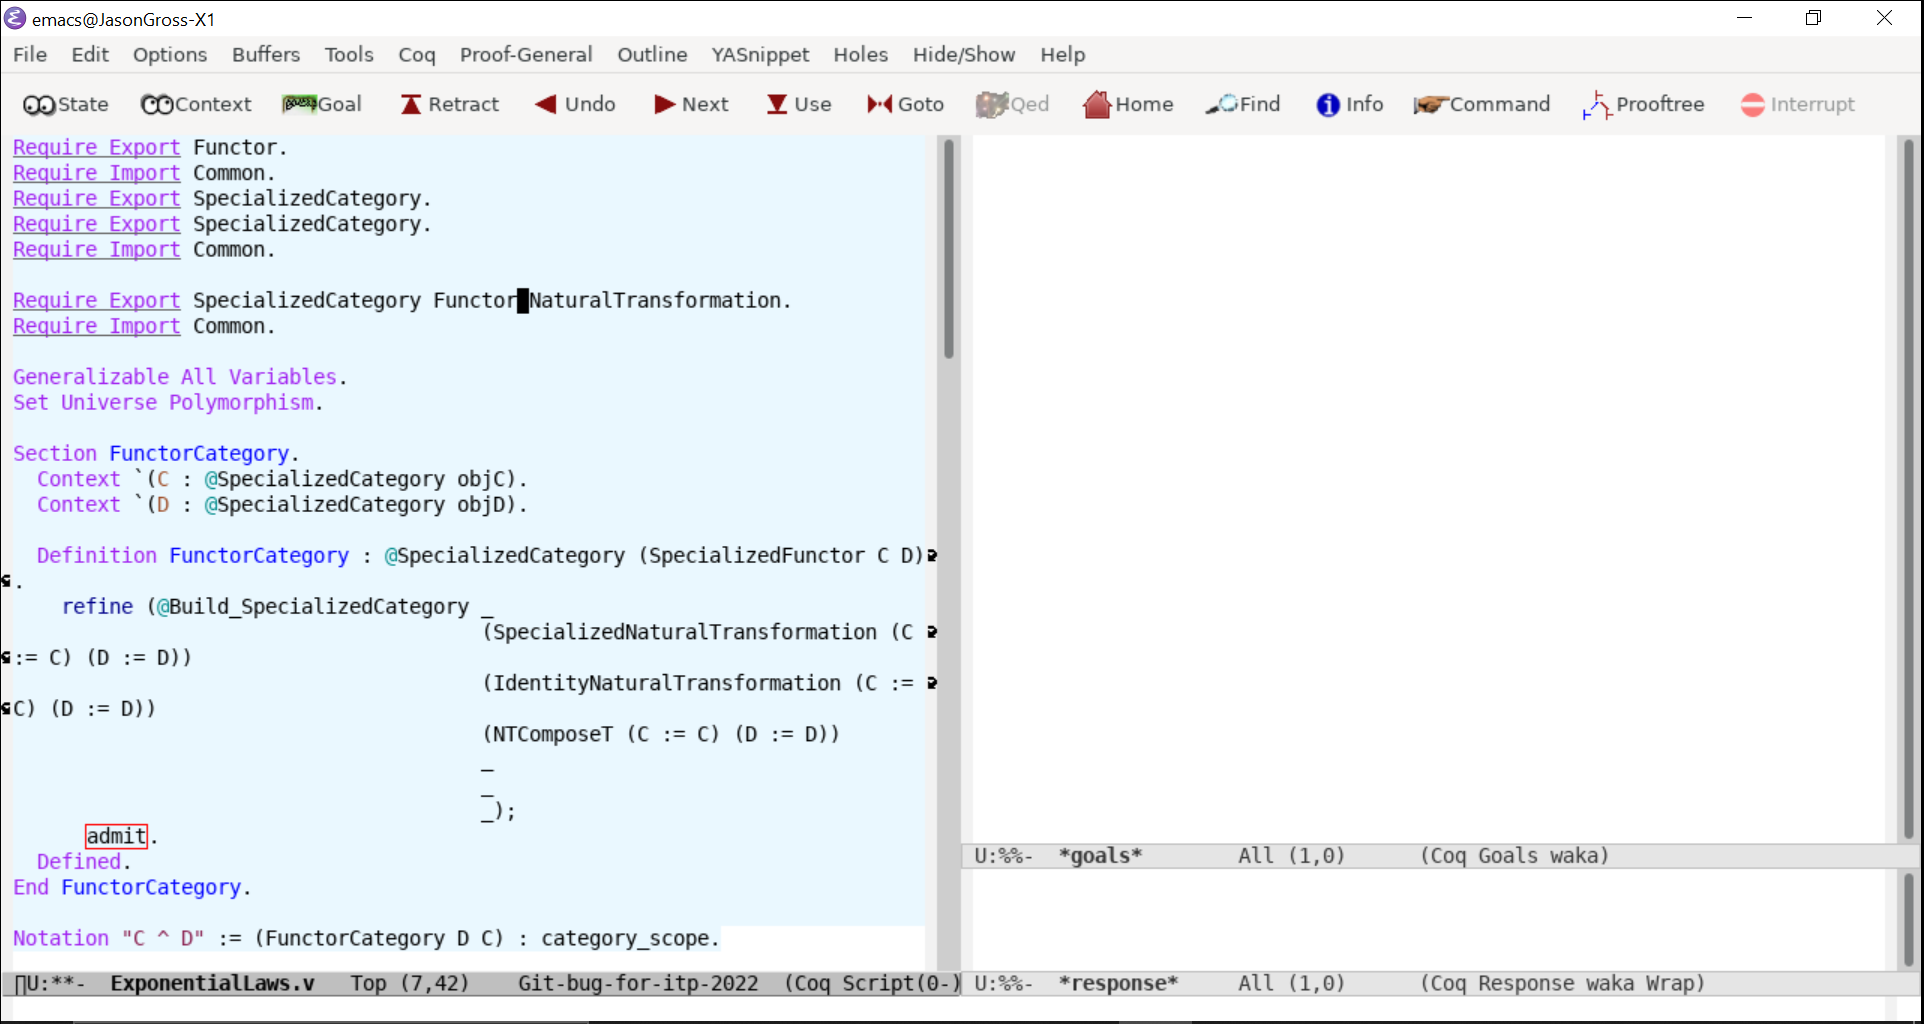 emacs@JasonGross-X1
File Edit Options Buffers Tools Coq Proof-General Outline YASnippet Holes Hide/Show Help
State Context Goal Retract Undo Next Use Goto Qed Home Find Info Command Prooftree Interrupt
Require Export Functor.
Require Import Common.
Require Export SpecializedCategory.
Require Export SpecializedCategory.
Require Import Common.
Require Export SpecializedCategory Functor NaturalTransformation.
Require Import Common.
Generalizable All Variables.
Set Universe Polymorphism.
Section FunctorCategory.
Context `(C : @SpecializedCategory objC).
Context `(D : @SpecializedCategory objD).
Definition FunctorCategory : @SpecializedCategory (SpecializedFunctor C D)
.
refine (@Build_SpecializedCategory _
(SpecializedNaturalTransformation (C
:= C) (D := D))
(IdentityNaturalTransformation (C :=
C) (D := D))
(NTComposeT (C := C) (D := D))
_
_
_);
admit.
Defined.
End FunctorCategory.
Notation "C ^ D" := (FunctorCategory D C) : category_scope.
U:**- ExponentialLaws.v Top (7,42) Git-bug-for-itp-2022 (Coq Script(0-)
U:%%- *goals* All (1,0) (Coq Goals waka)
U:%%- *response* All (1,0) (Coq Response waka Wrap)